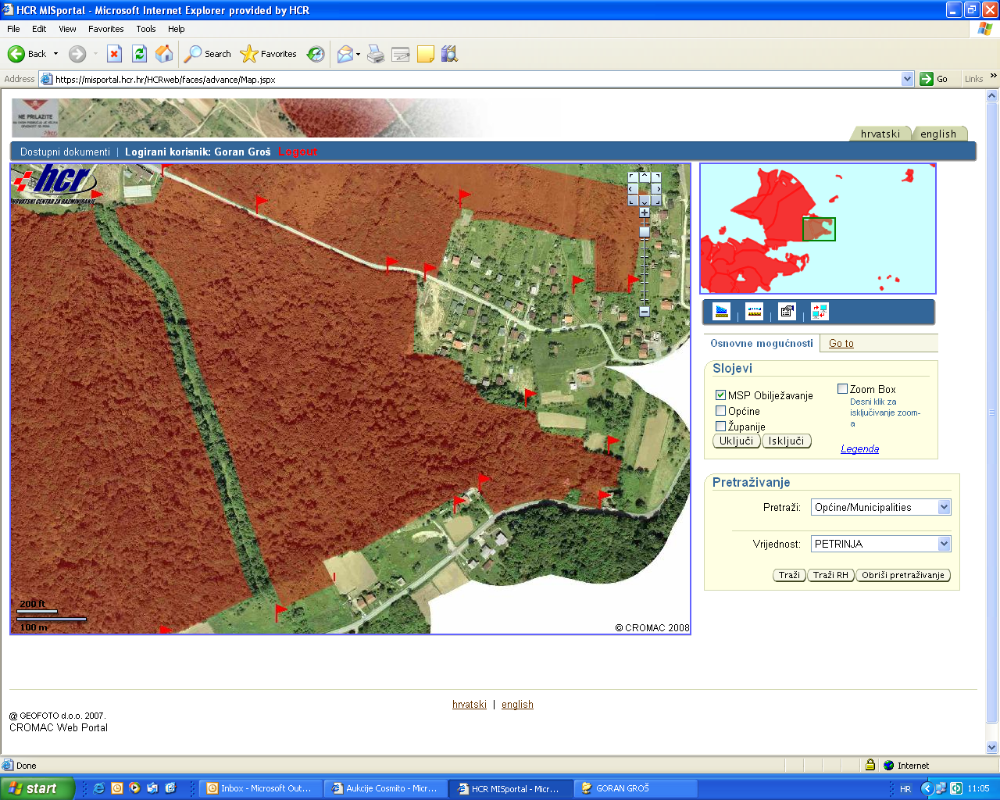 HCR MISportal - Microsoft Internet Explorer provided by HCR
File Edit View Favorites Tools Help
Back Search Favorites
Address https://misportal.hcr.hr/HCRweb/faces/advance/Map.jspx Go Links »
NE PRILAZITE
hrvatski english
Dostupni dokumenti | Logirani korisnik: Goran Groš Logout
hcr
HRVATSKI CENTAR ZA RAZMINIRANJE
Osnovne mogućnosti Go to
Slojevi
MSP Obilježavanje
Općine
Županije
Zoom Box
Desni klik za
isključivanje zoom-
a
Uključi Isključi
Legenda
Pretraživanje
Pretraži: Općine/Municipalities
Vrijednost: PETRINJA
Traži Traži RH Obriši pretraživanje
200 ft
100 m
© CROMAC 2008
hrvatski | english
@ GEOFOTO d.o.o. 2007.
CROMAC Web Portal
Done Internet
start Inbox - Microsoft Out... Aukcije Cosmito - Micr... HCR MISportal - Micr... GORAN GROŠ HR 11:05